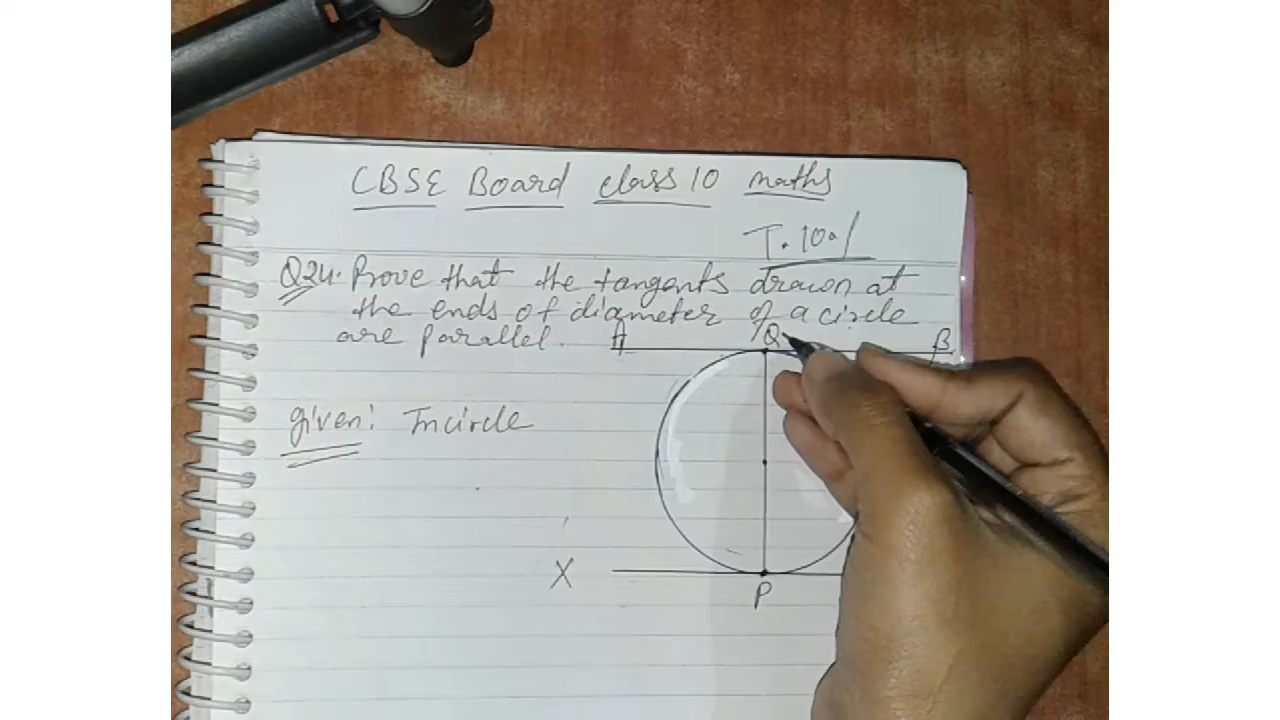 CBSE Board class 10 maths
T. 10.1
Q24. Prove that the tangents drawn at
the ends of diameter of a circle
are parallel.
A Q B
given: In circle
X
P